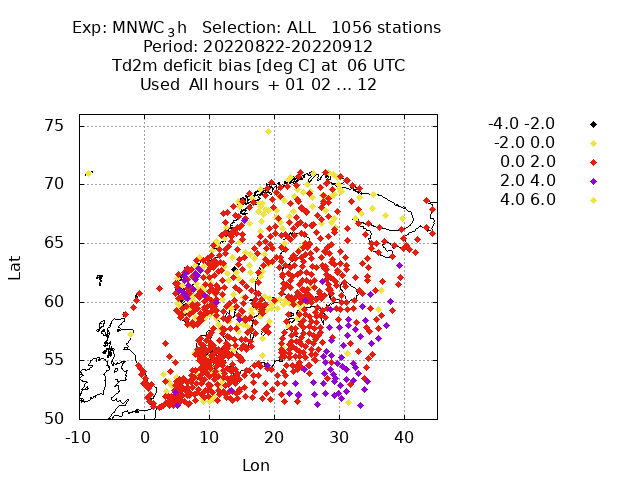 Exp: MNWC_3h   Selection: ALL   1056 stations
Period: 20220822-20220912
Td2m deficit bias [deg C] at  06 UTC
Used  All hours  + 01 02 ... 12
-4.0 -2.0
-2.0 0.0
0.0 2.0
2.0 4.0
4.0 6.0
75
70
65
60
55
50
Lat
-10 0 10 20 30 40
Lon